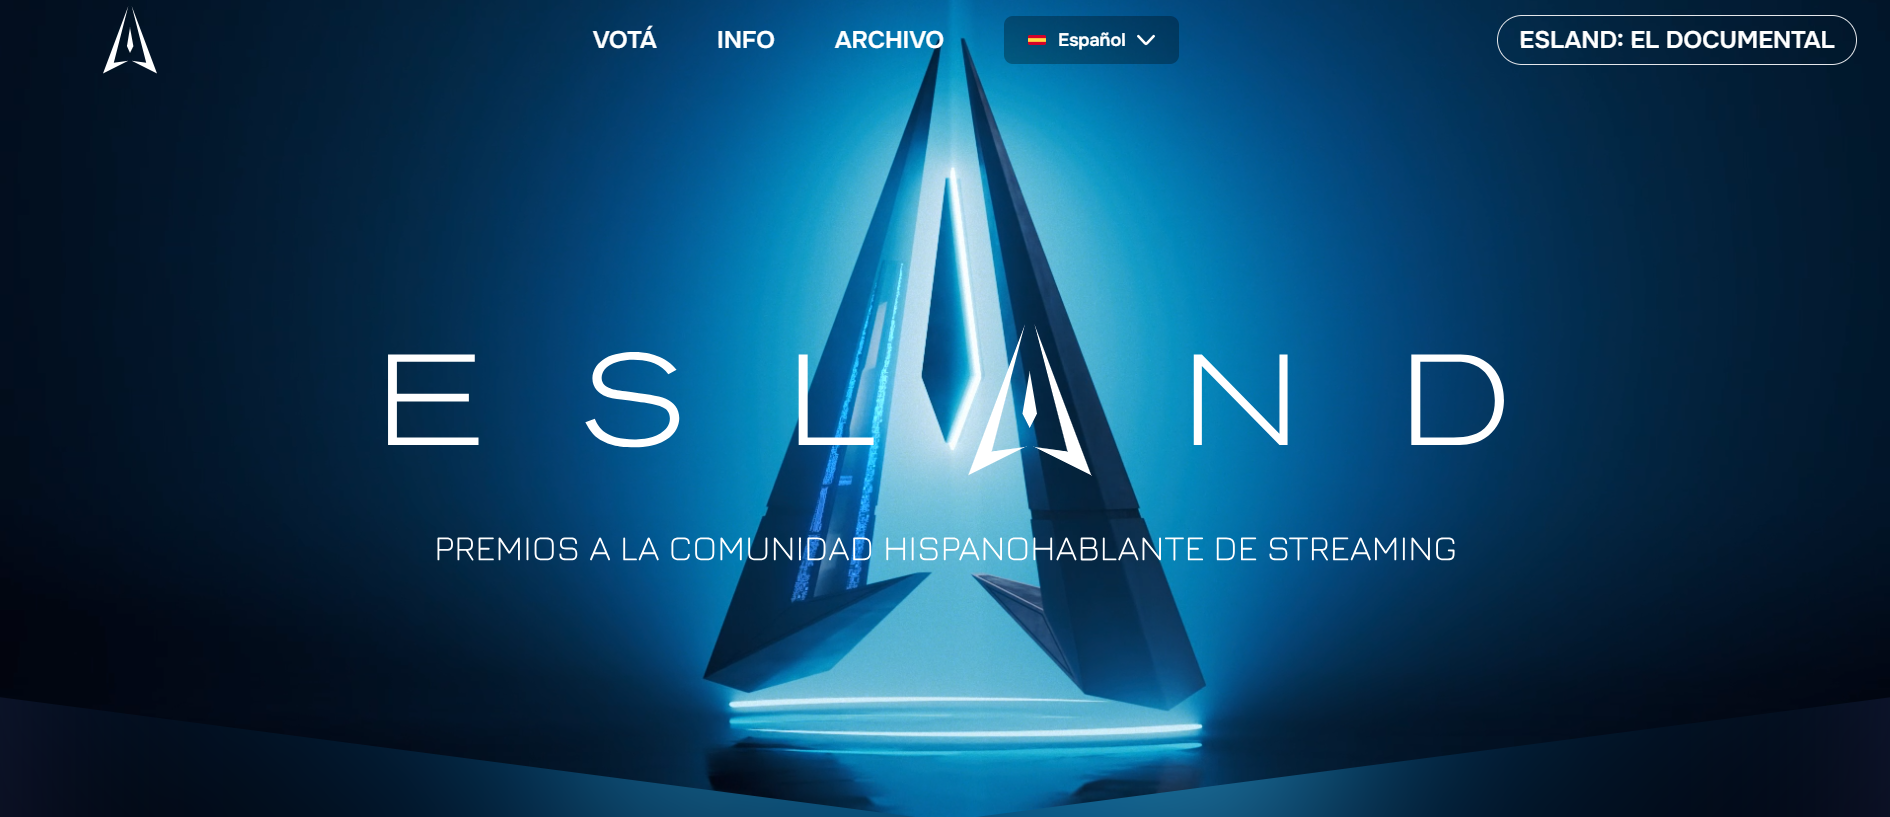 VOTÁ
INFO
ARCHIVO
Español
ESLAND: EL DOCUMENTAL
ESLAND
PREMIOS A LA COMUNIDAD HISPANOHABLANTE DE STREAMING